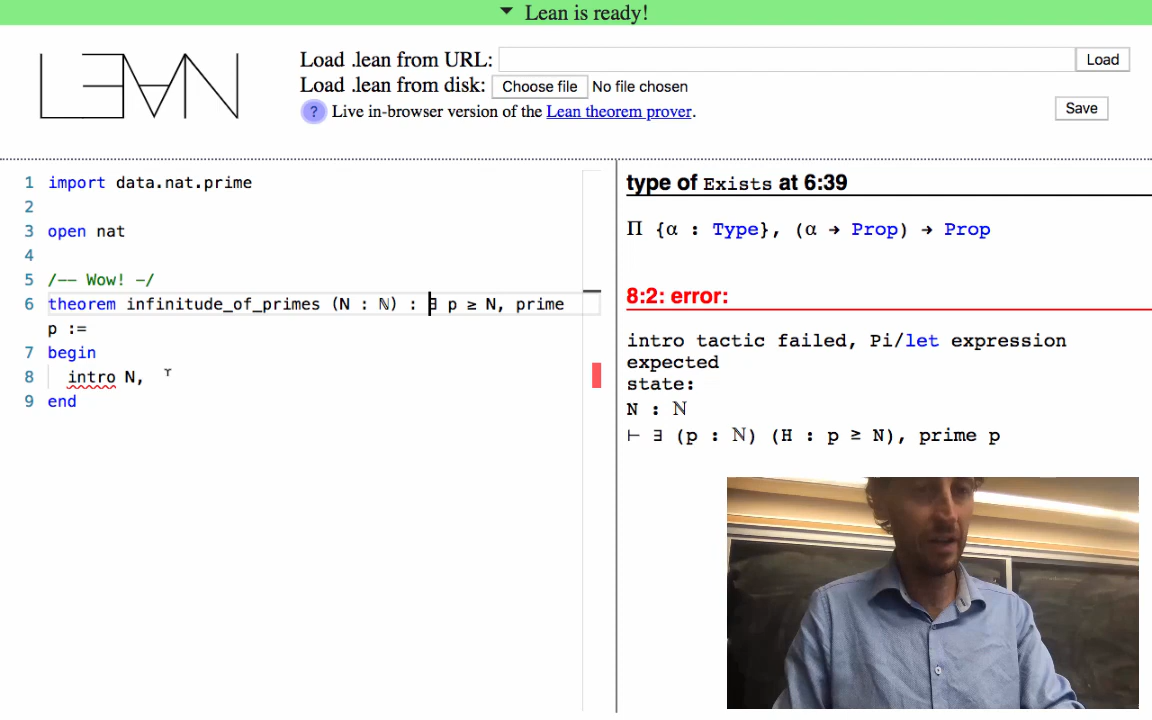 ▼ Lean is ready!
LEAN
Load .lean from URL: Load
Load .lean from disk: Choose file No file chosen
? Live in-browser version of the Lean theorem prover.
Save
1 import data.nat.prime
2
3 open nat
4
5 /-- Wow! -/
6 theorem infinitude_of_primes (N : ℕ) : ∃ p ≥ N, prime
p :=
7 begin
8 intro N,
9 end
type of Exists at 6:39
Π {α : Type}, (α → Prop) → Prop
8:2: error:
intro tactic failed, Pi/let expression
expected
state:
N : ℕ
⊢ ∃ (p : ℕ) (H : p ≥ N), prime p